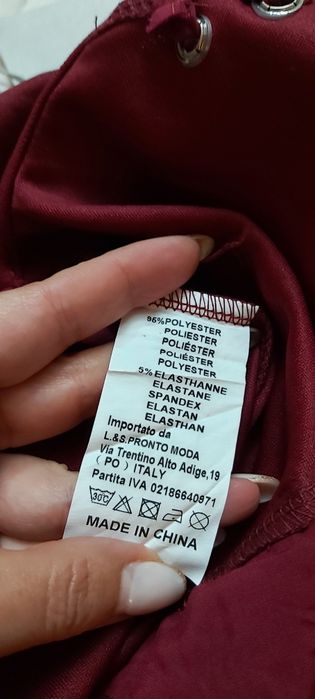 95%POLYESTER
POLIESTER
POLIÉSTER
POLIÉSTER
POLYESTER
5%ELASTHANNE
ELASTANE
SPANDEX
ELASTAN
ELASTHAN
Importato da
L.&S.PRONTO MODA
Via Trentino Alto Adige,19
( PO ) ITALY
Partita IVA 02186640971
30°C
MADE IN CHINA